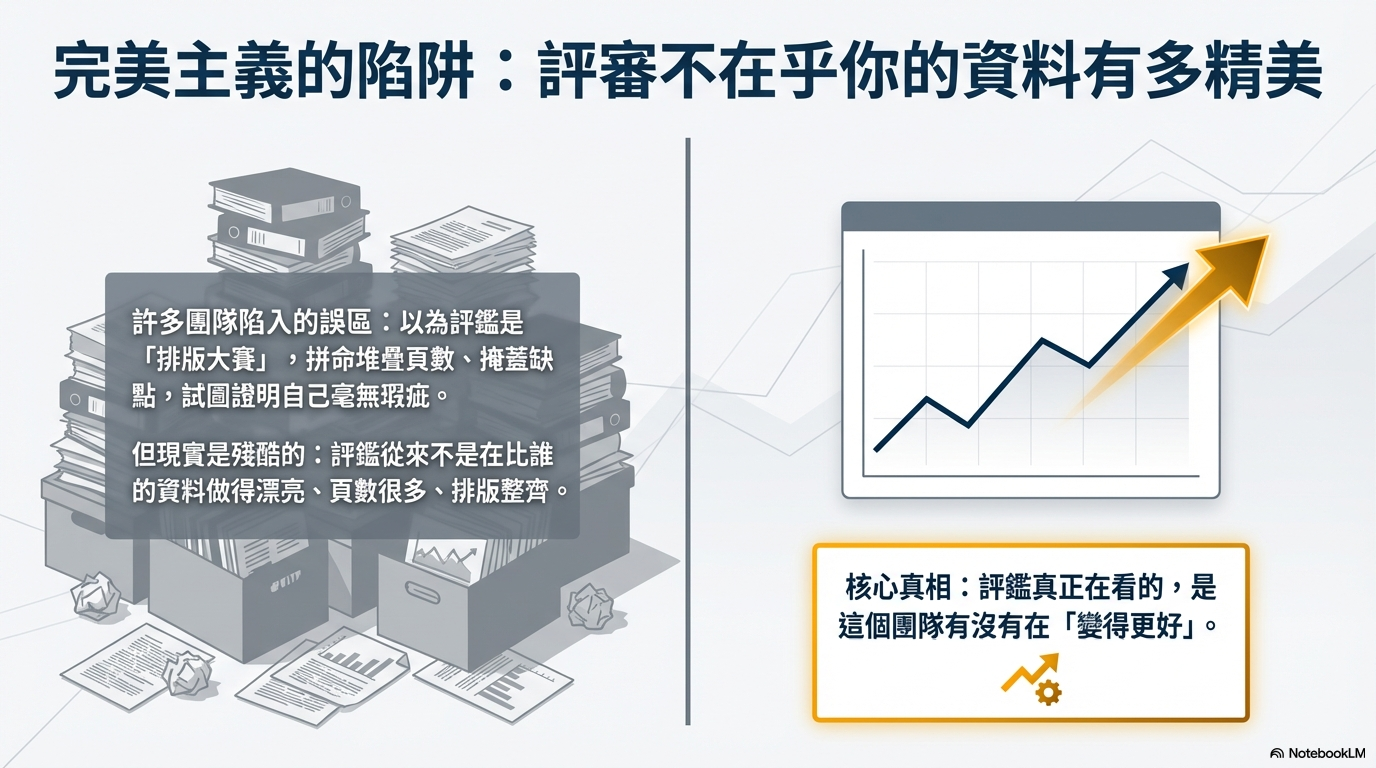 完美主義的陷阱：評審不在乎你的資料有多精美
許多團隊陷入的誤區：以為評鑑是
「排版大賽」，拼命堆疊頁數、掩蓋缺
點，試圖證明自己毫無瑕疵。
但現實是殘酷的：評鑑從來不是在比誰
的資料做得漂亮、頁數很多、排版整齊。
核心真相：評鑑真正在看的，是
這個團隊有沒有在「變得更好」。
NotebookLM